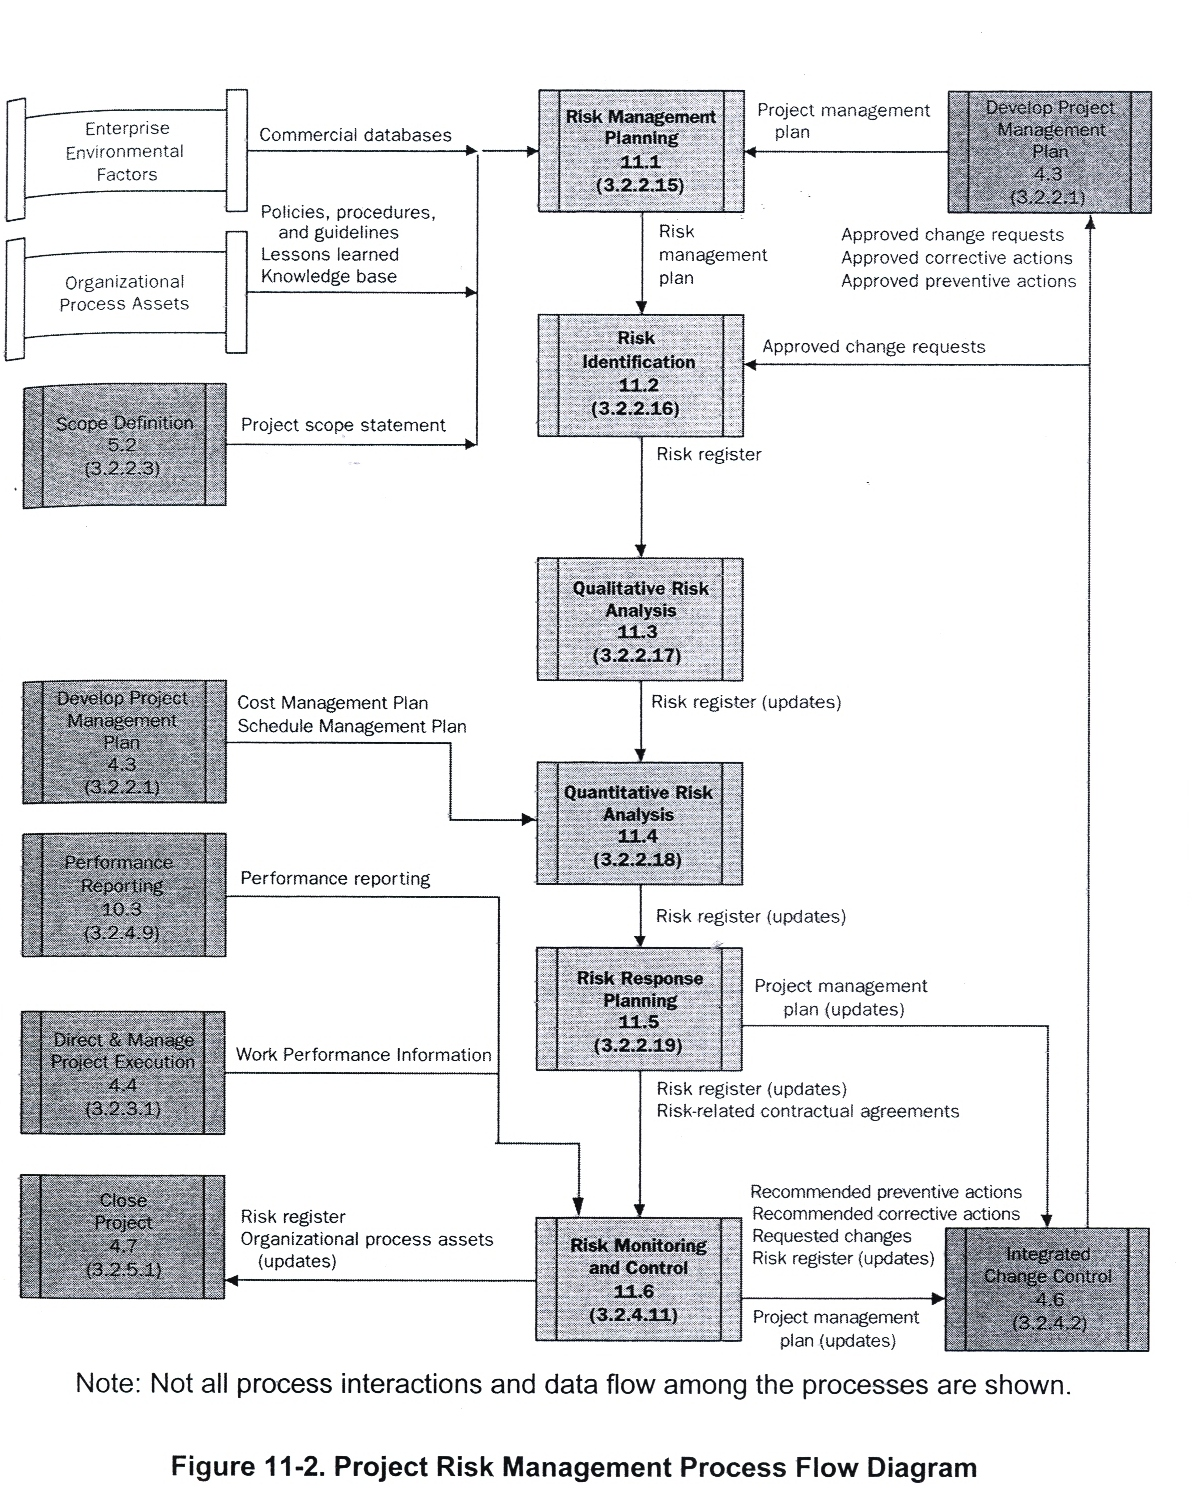 Enterprise
Environmental
Factors
Commercial databases
Risk Management
Planning
11.1
(3.2.2.15)
Project management
plan
Develop Project
Management
Plan
4.3
(3.2.2.1)
Policies, procedures,
and guidelines
Lessons learned
Knowledge base
Organizational
Process Assets
Risk
management
plan
Approved change requests
Approved corrective actions
Approved preventive actions
Risk
Identification
11.2
(3.2.2.16)
Approved change requests
Scope Definition
5.2
(3.2.2.3)
Project scope statement
Risk register
Qualitative Risk
Analysis
11.3
(3.2.2.17)
Risk register (updates)
Develop Project
Management
Plan
4.3
(3.2.2.1)
Cost Management Plan
Schedule Management Plan
Quantitative Risk
Analysis
11.4
(3.2.2.18)
Performance
Reporting
10.3
(3.2.4.9)
Performance reporting
Risk register (updates)
Risk Response
Planning
11.5
(3.2.2.19)
Project management
plan (updates)
Direct & Manage
Project Execution
4.4
(3.2.3.1)
Work Performance Information
Risk register (updates)
Risk-related contractual agreements
Close
Project
4.7
(3.2.5.1)
Risk register
Organizational process assets
(updates)
Risk Monitoring
and Control
11.6
(3.2.4.11)
Recommended preventive actions
Recommended corrective actions
Requested changes
Risk register (updates)
Project management
plan (updates)
Integrated
Change Control
4.6
(3.2.4.2)
Note: Not all process interactions and data flow among the processes are shown.
Figure 11-2. Project Risk Management Process Flow Diagram